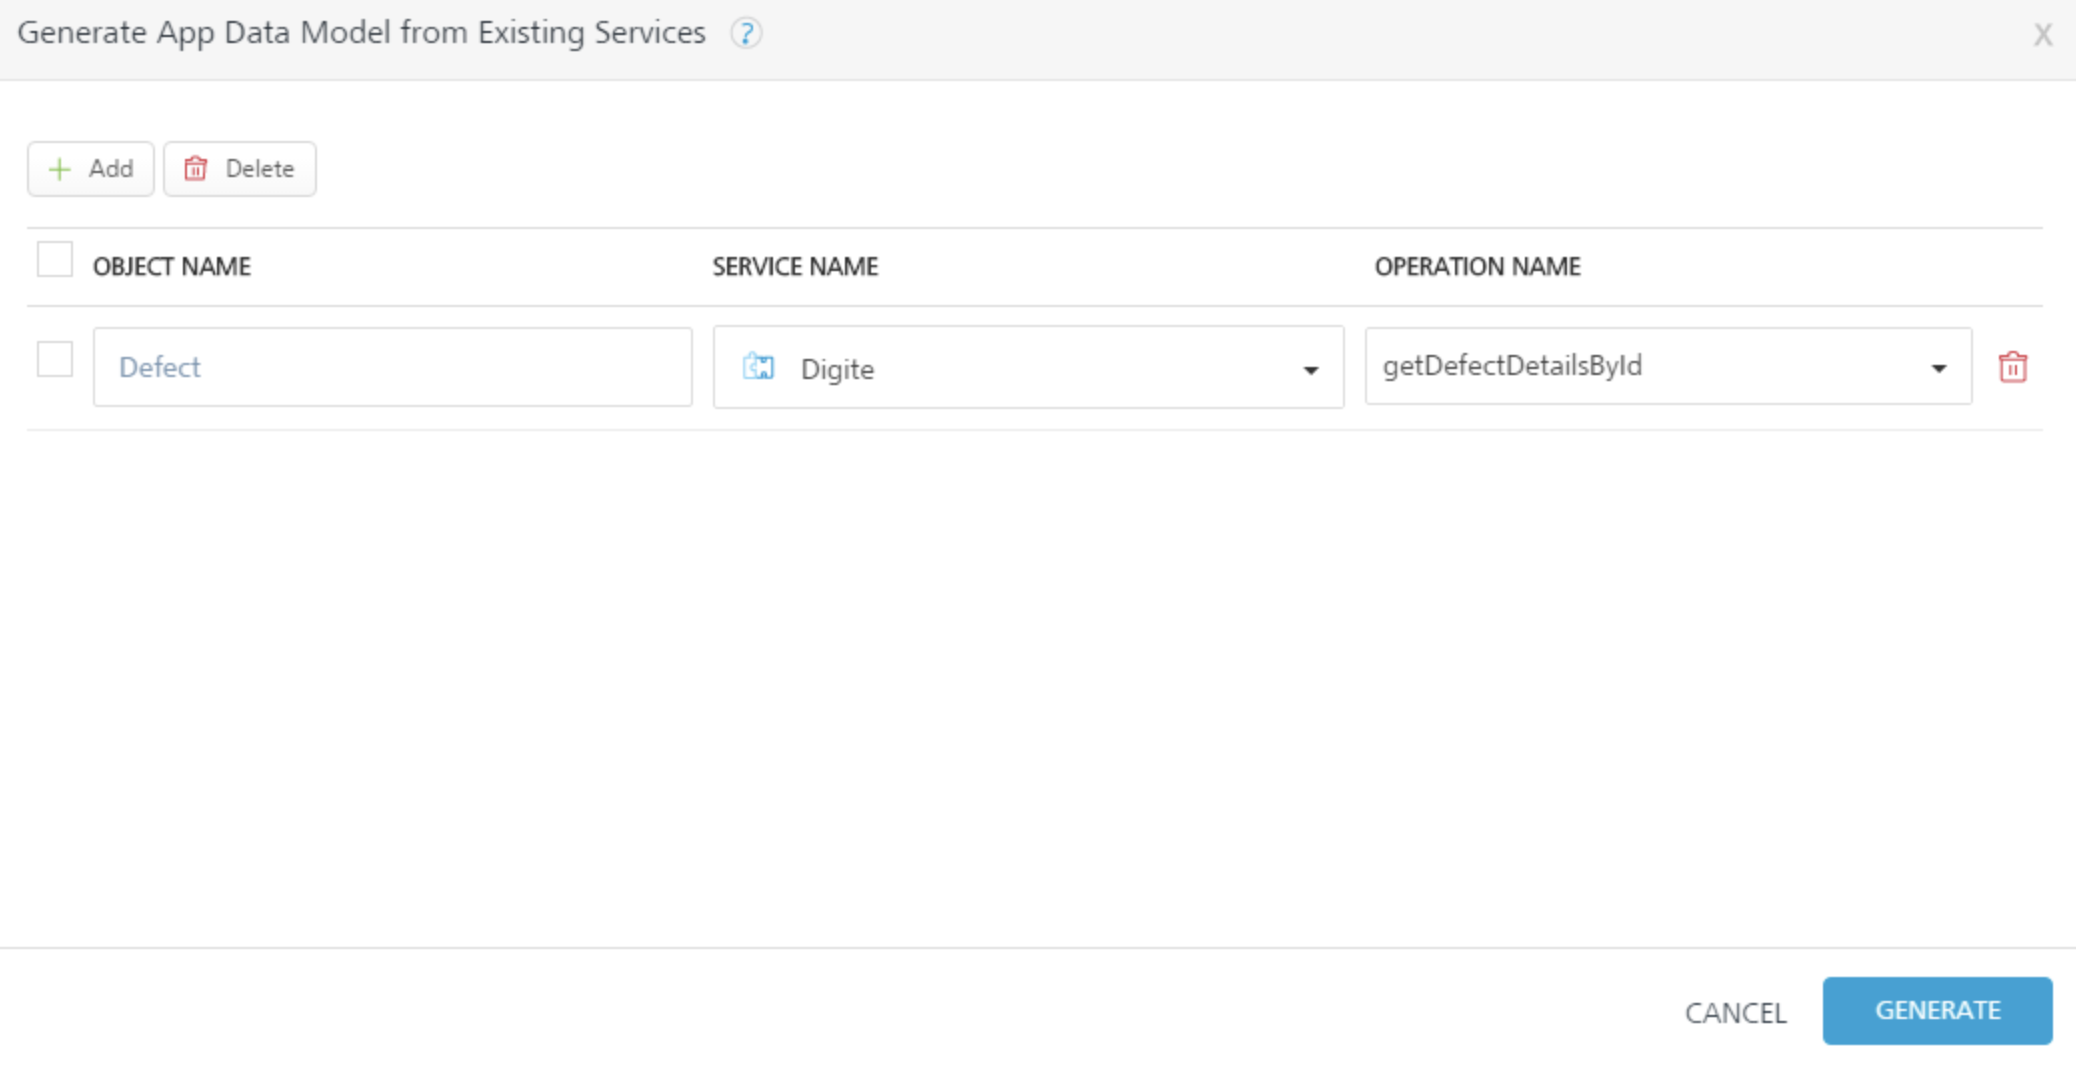 Generate App Data Model from Existing Services ?
X
Add Delete
OBJECT NAME SERVICE NAME OPERATION NAME
Defect Digite getDefectDetailsById
CANCEL GENERATE